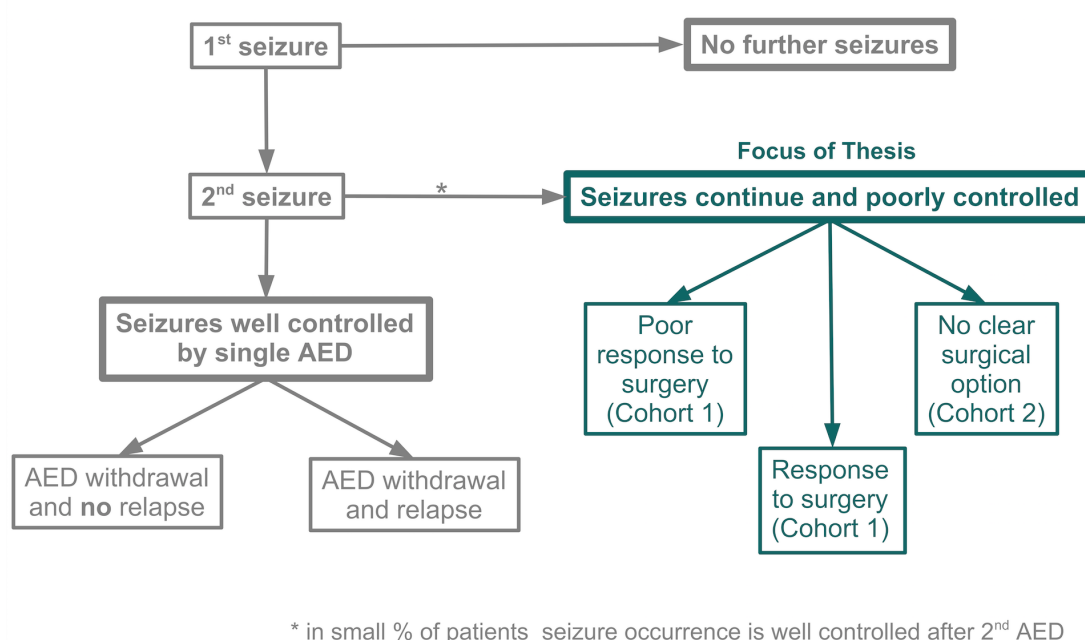 1st seizure
No further seizures
Focus of Thesis
2nd seizure
*
Seizures continue and poorly controlled
Seizures well controlled
by single AED
Poor
response to
surgery
(Cohort 1)
No clear
surgical
option
(Cohort 2)
AED withdrawal
and no relapse
AED withdrawal
and relapse
Response
to surgery
(Cohort 1)
* in small % of patients seizure occurrence is well controlled after 2nd AED